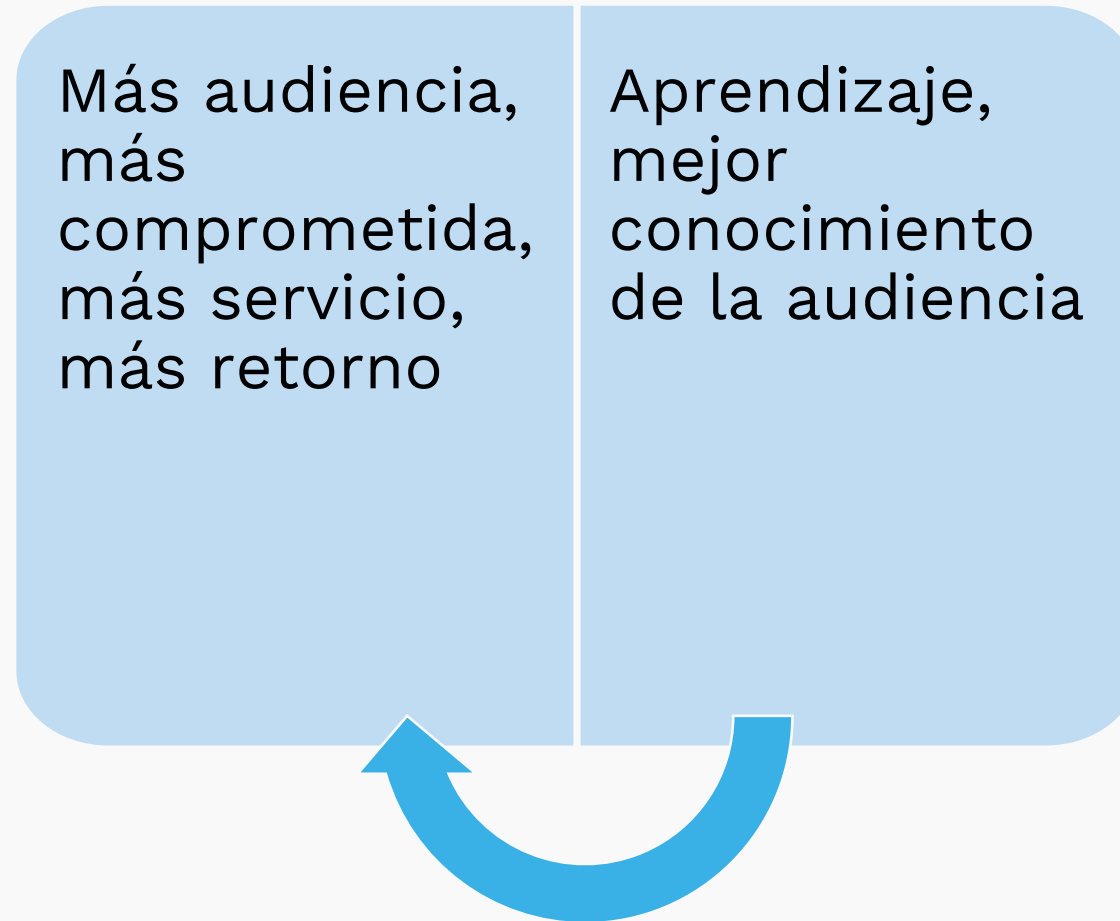 Más audiencia,
más
comprometida,
más servicio,
más retorno
Aprendizaje,
mejor
conocimiento
de la audiencia